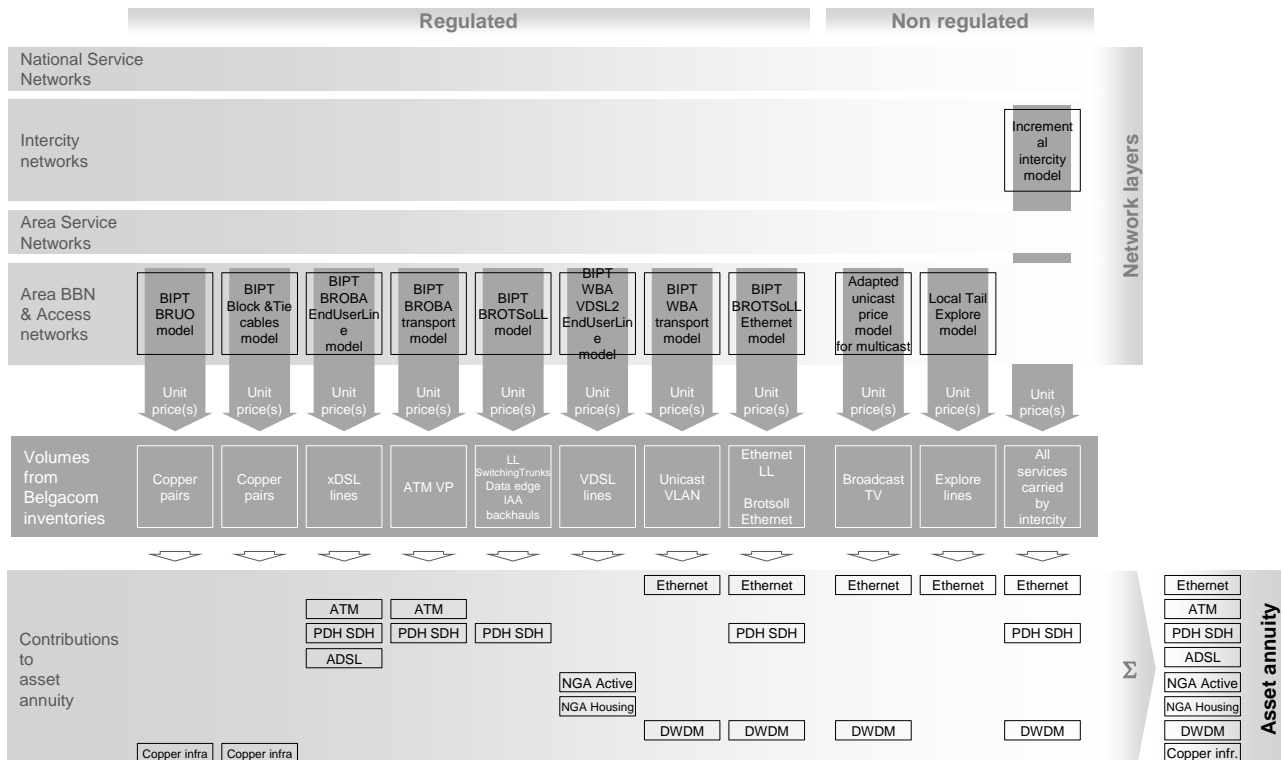 Regulated
Non regulated
National Service
Networks
Intercity
networks
Increment
al
intercity
model
Network layers
Area Service
Networks
Area BBN
& Access
networks
BIPT
BRUO
model
BIPT
Block &Tie
cables
model
BIPT
BROBA
EndUserLin
e
model
BIPT
BROBA
transport
model
BIPT
BROTSoLL
model
BIPT
WBA
VDSL2
EndUserLin
e
model
BIPT
WBA
transport
model
BIPT
BROTSoLL
Ethernet
model
Adapted
unicast
price
model
for multicast
Local Tail
Explore
model
Unit
price(s)
Unit
price(s)
Unit
price(s)
Unit
price(s)
Unit
price(s)
Unit
price(s)
Unit
price(s)
Unit
price(s)
Unit
price(s)
Unit
price(s)
Unit
price(s)
Volumes
from
Belgacom
inventories
Copper
pairs
Copper
pairs
xDSL
lines
ATM VP
LL
SwitchingTrunks
Data edge
IAA
backhauls
VDSL
lines
Unicast
VLAN
Ethernet
LL
Brotsoll
Ethernet
Broadcast
TV
Explore
lines
All
services
carried
by
intercity
Contributions
to
asset
annuity
Ethernet
Ethernet
Ethernet
Ethernet
Ethernet
Ethernet
ATM
ATM
ATM
PDH SDH
PDH SDH
PDH SDH
PDH SDH
PDH SDH
PDH SDH
ADSL
ADSL
Σ
NGA Active
NGA Active
NGA Housing
NGA Housing
DWDM
DWDM
DWDM
DWDM
DWDM
Copper infra
Copper infra
Copper infr.
Asset annuity